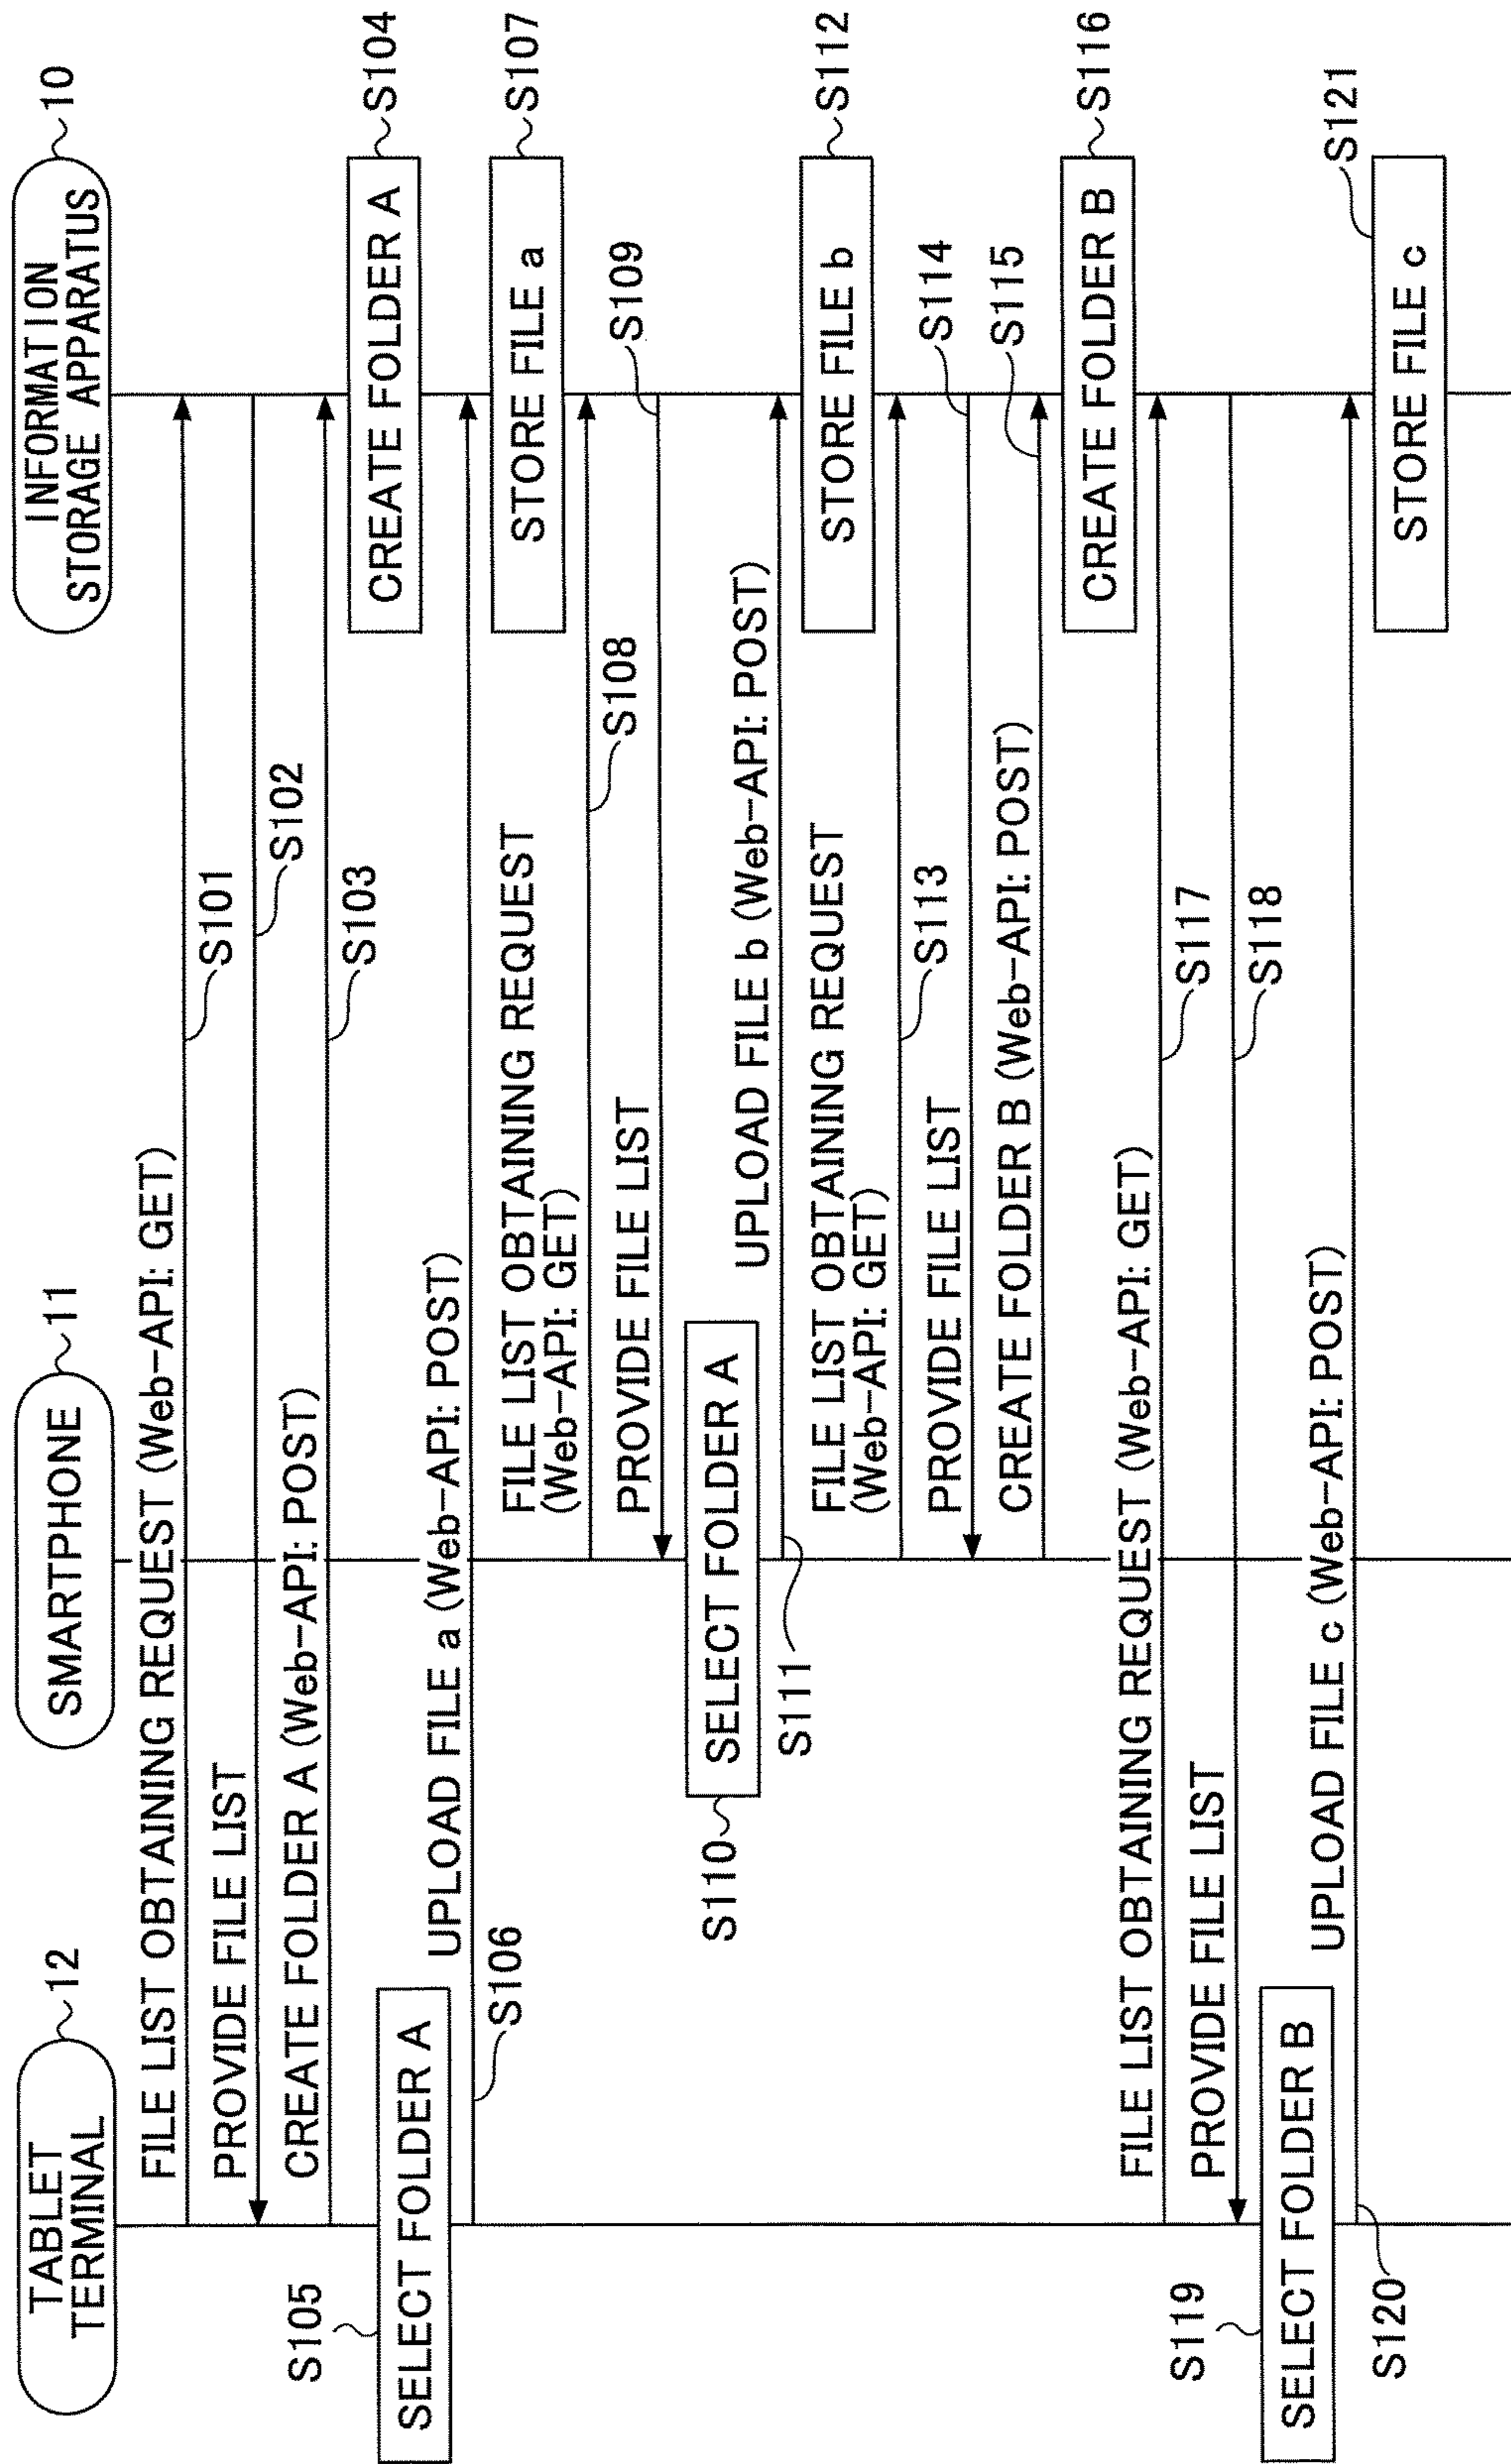 TABLET
TERMINAL
12
SMARTPHONE
11
INFORMATION
STORAGE APPARATUS
10
FILE LIST OBTAINING REQUEST (Web-API: GET)
S101
PROVIDE FILE LIST
S102
CREATE FOLDER A (Web-API: POST)
S103
CREATE FOLDER A
S104
S105
SELECT FOLDER A
UPLOAD FILE a (Web-API: POST)
S106
STORE FILE a
S107
FILE LIST OBTAINING REQUEST
(Web-API: GET)
S108
PROVIDE FILE LIST
S109
S110
SELECT FOLDER A
UPLOAD FILE b (Web-API: POST)
S111
STORE FILE b
S112
FILE LIST OBTAINING REQUEST
(Web-API: GET)
S113
PROVIDE FILE LIST
S114
CREATE FOLDER B (Web-API: POST)
S115
CREATE FOLDER B
S116
FILE LIST OBTAINING REQUEST (Web-API: GET)
S117
PROVIDE FILE LIST
S118
S119
SELECT FOLDER B
UPLOAD FILE c (Web-API: POST)
S120
S121
STORE FILE c